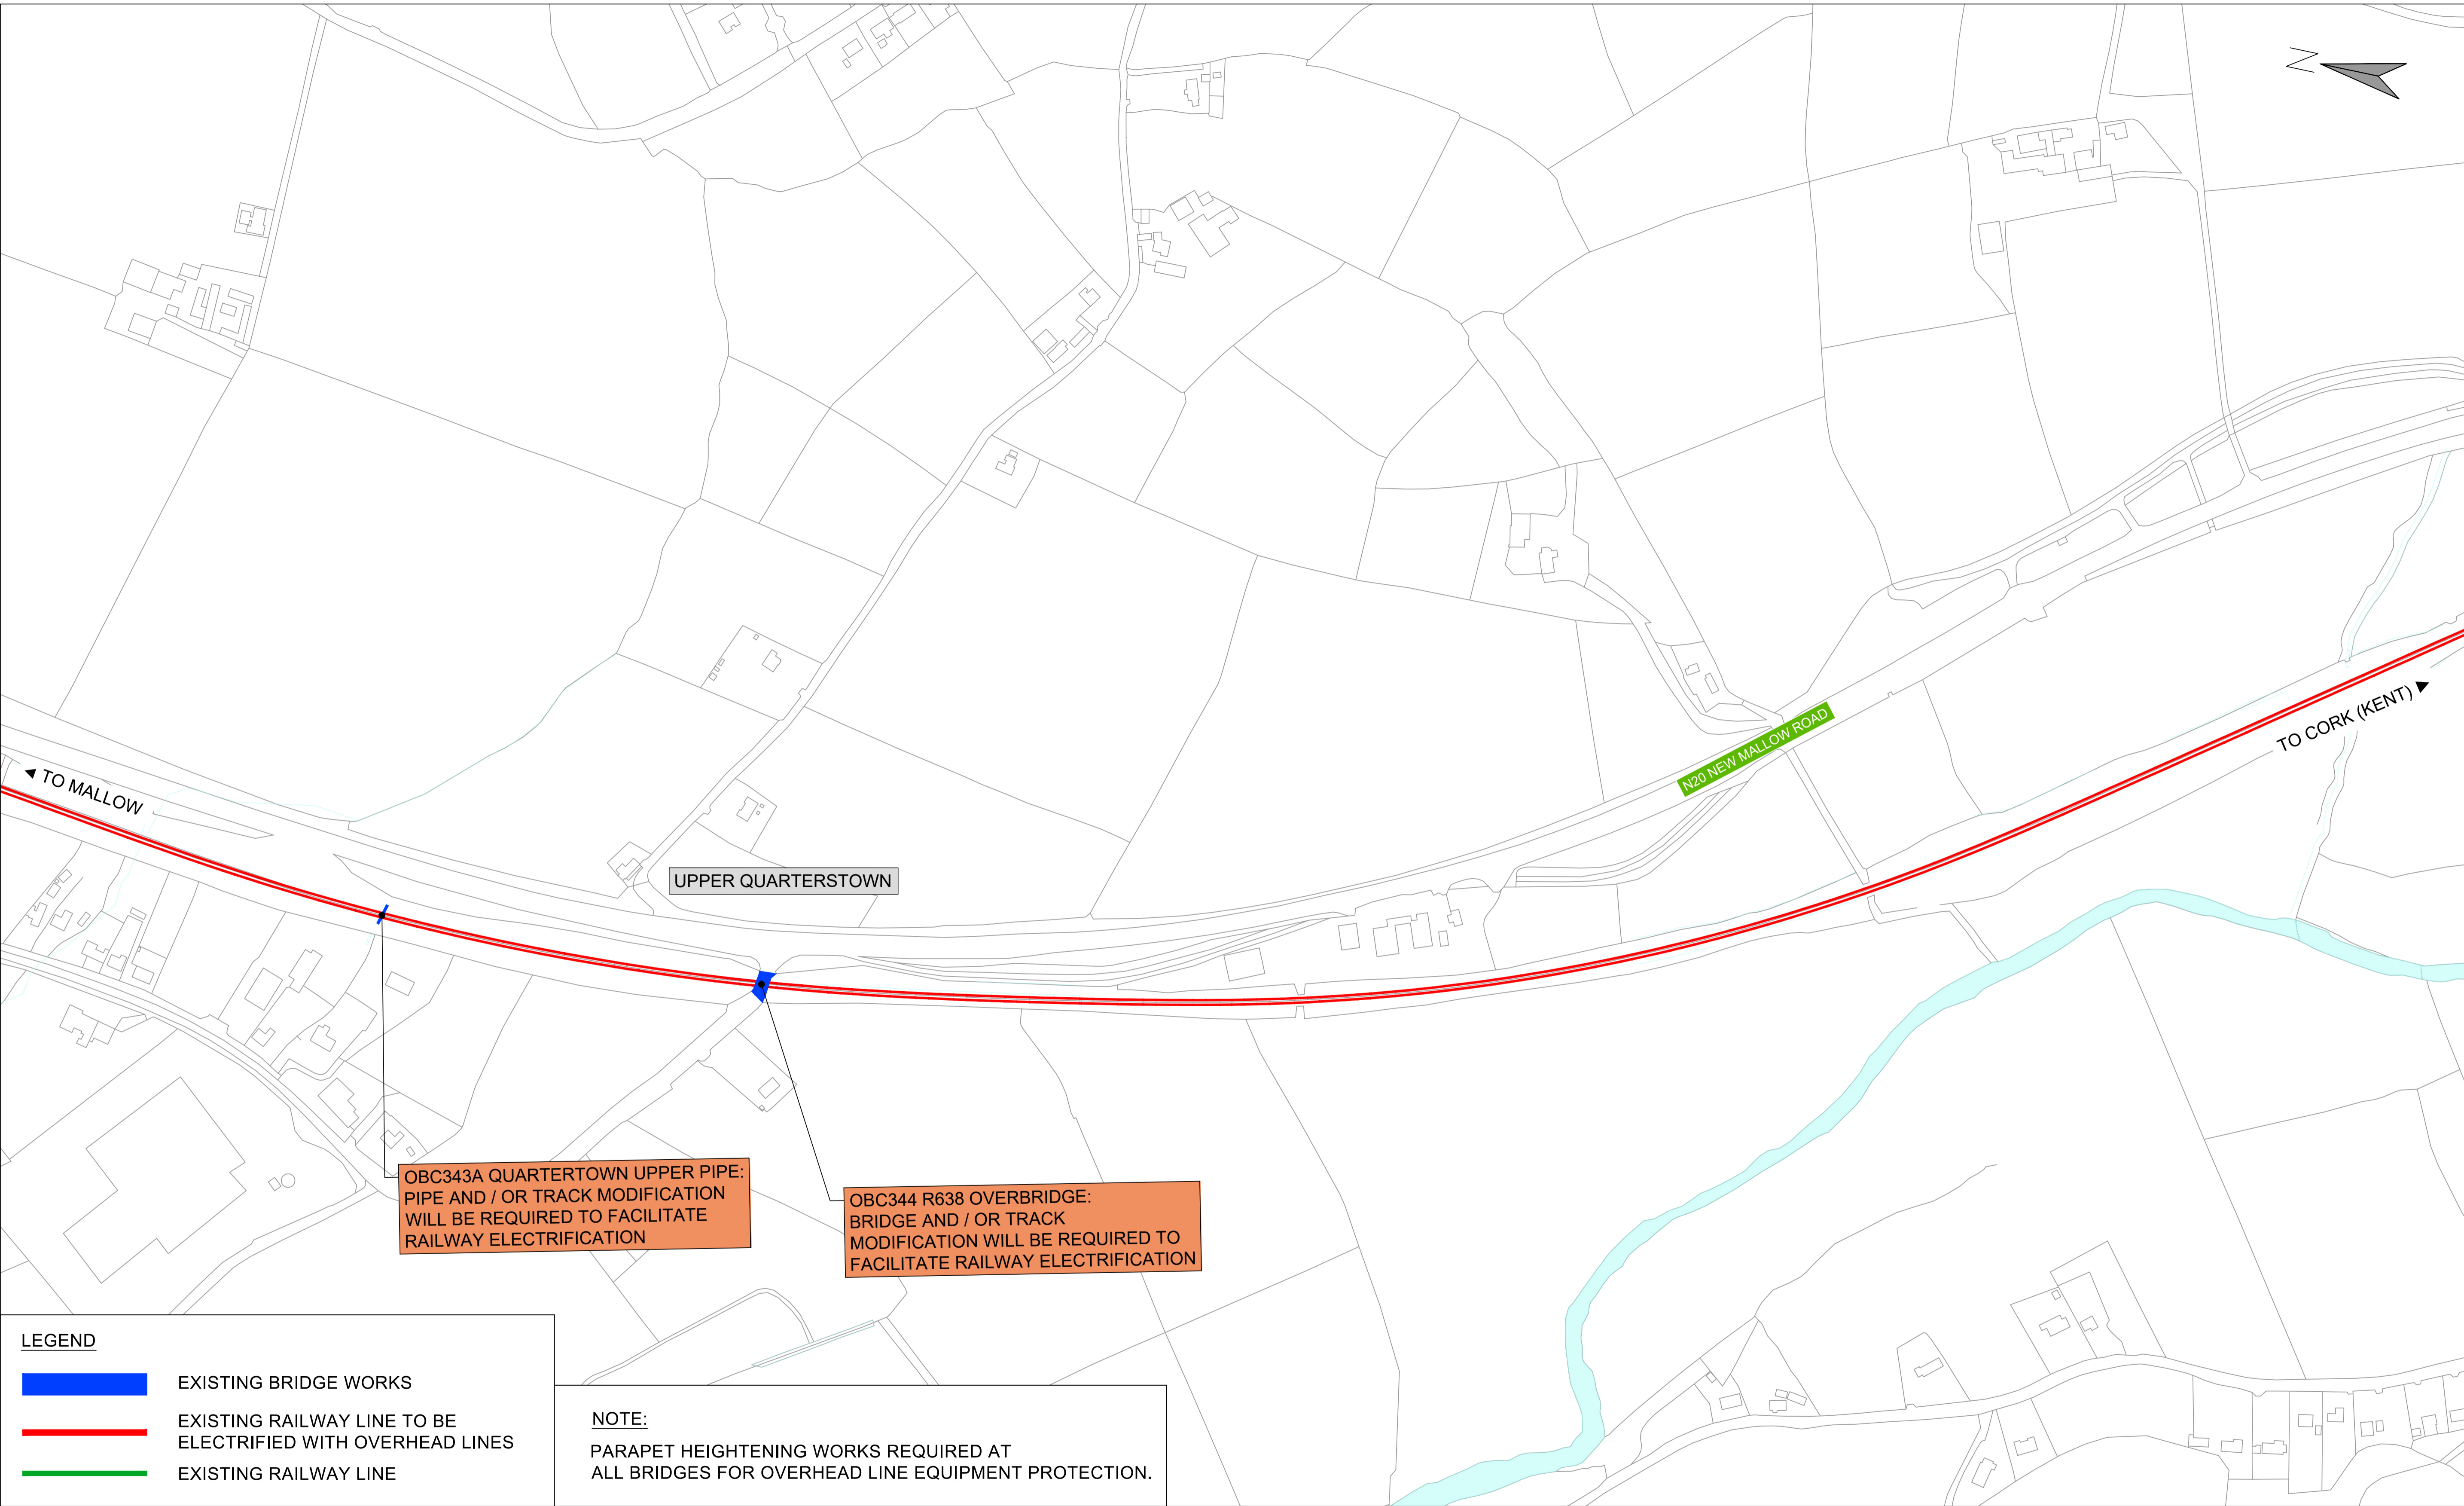 N
TO MALLOW
N20 NEW MALLOW ROAD
TO CORK (KENT)
UPPER QUARTERSTOWN
OBC343A QUARTERTOWN UPPER PIPE:
PIPE AND / OR TRACK MODIFICATION
WILL BE REQUIRED TO FACILITATE
RAILWAY ELECTRIFICATION
OBC344 R638 OVERBRIDGE:
BRIDGE AND / OR TRACK
MODIFICATION WILL BE REQUIRED TO
FACILITATE RAILWAY ELECTRIFICATION
LEGEND
EXISTING BRIDGE WORKS
EXISTING RAILWAY LINE TO BE
ELECTRIFIED WITH OVERHEAD LINES
EXISTING RAILWAY LINE
NOTE:
PARAPET HEIGHTENING WORKS REQUIRED AT
ALL BRIDGES FOR OVERHEAD LINE EQUIPMENT PROTECTION.